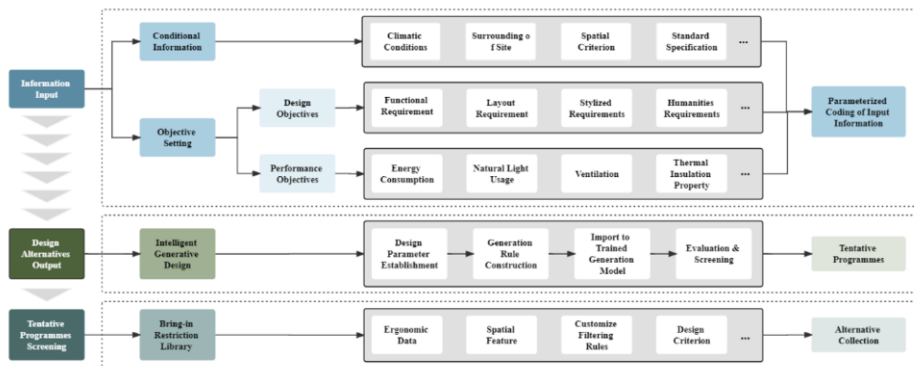 Information
Input
Conditional
Information
Climatic
Conditions
Surrounding o
f Site
Spatial
Criterion
Standard
Specification
...
Objective
Setting
Design
Objectives
Functional
Requirement
Layout
Requirement
Stylized
Requirements
Humanities
Requirements
...
Performance
Objectives
Energy
Consumption
Natural Light
Usage
Ventilation
Thermal
Insulation
Property
...
Parameterized
Coding of Input
Information
Design
Alternatives
Output
Intelligent
Generative
Design
Design
Parameter
Establishment
Generation
Rule
Construction
Import to
Trained
Generation
Model
Evaluation &
Screening
Tentative
Programmes
Tentative
Programmes
Screening
Bring-in
Restriction
Library
Ergonomic
Data
Spatial
Feature
Customize
Filtering
Rules
Design
Criterion
...
Alternative
Collection